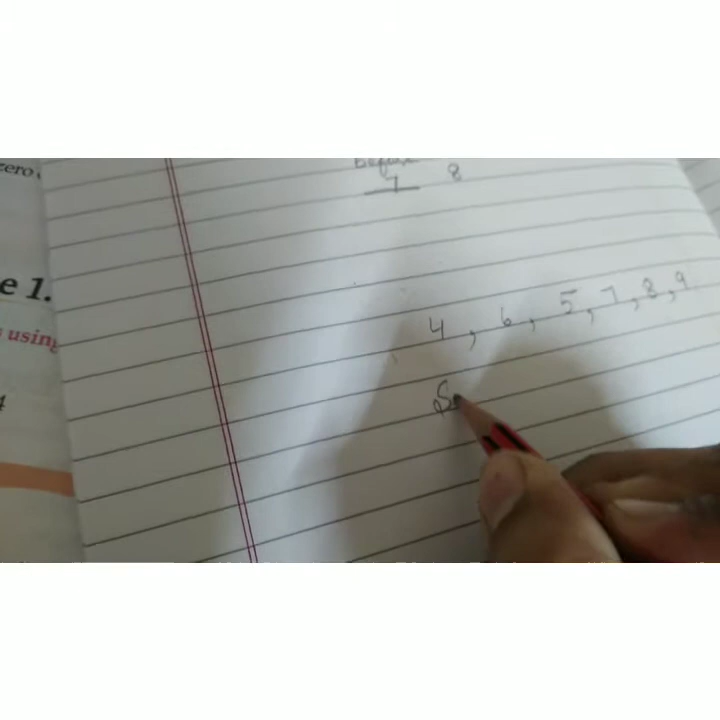 zero
7 8
e 1.
4, 6, 5, 7, 8, 9
using
4
S